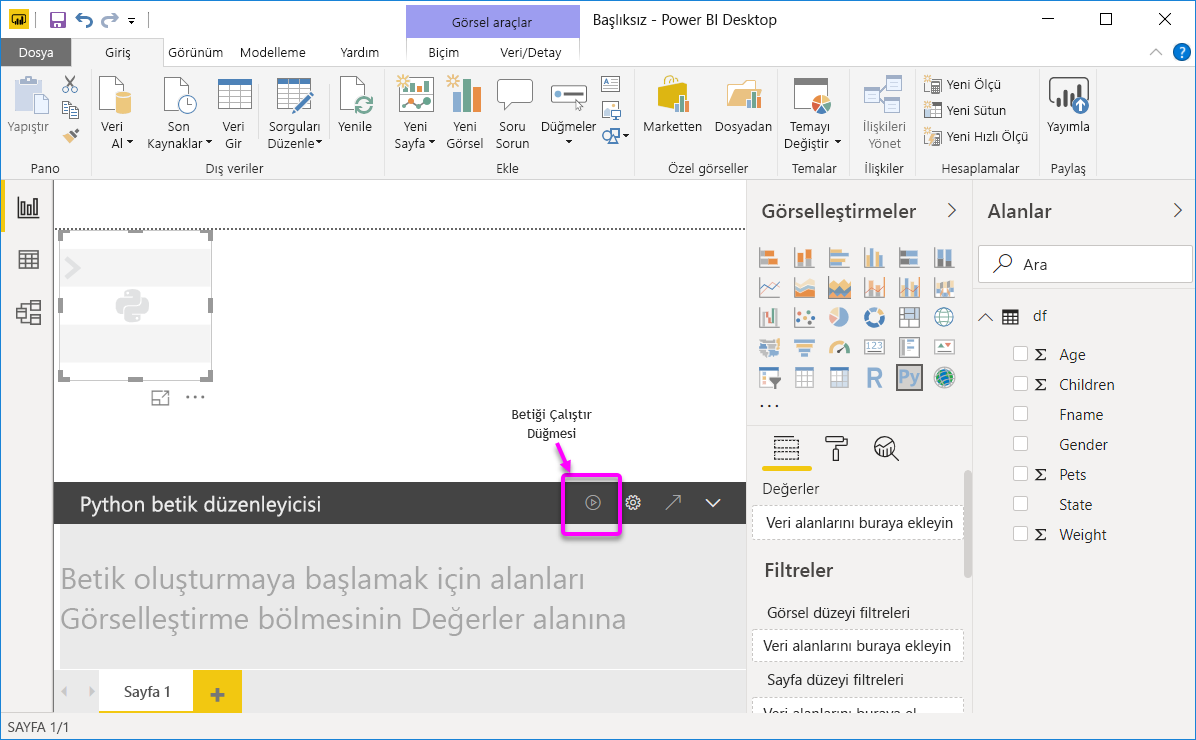 Görsel araçlar
Başlıksız - Power BI Desktop
Dosya
Giriş
Görünüm
Modelleme
Yardım
Biçim
Veri/Detay
?
Yapıştır
Veri
Al
Son
Kaynaklar
Veri
Gir
Sorguları
Düzenle
Yenile
Yeni
Sayfa
Yeni
Görsel
Soru
Sorun
Düğmeler
Marketten
Dosyadan
Temayı
Değiştir
İlişkileri
Yönet
Yeni Ölçü
Yeni Sütun
Yeni Hızlı Ölçü
Yayımla
Pano
Dış veriler
Ekle
Özel görseller
Temalar
İlişkiler
Hesaplamalar
Paylaş
Betiği Çalıştır
Düğmesi
Python betik düzenleyicisi
Betik oluşturmaya başlamak için alanları
Görselleştirme bölmesinin Değerler alanına
Sayfa 1
SAYFA 1/1
Görselleştirmeler
123
R
Py
Değerler
Veri alanlarını buraya ekleyin
Filtreler
Görsel düzeyi filtreleri
Veri alanlarını buraya ekleyin
Sayfa düzeyi filtreleri
Veri alanlarını buraya ekl
Alanlar
Ara
df
Σ Age
Σ Children
Fname
Gender
Σ Pets
State
Σ Weight